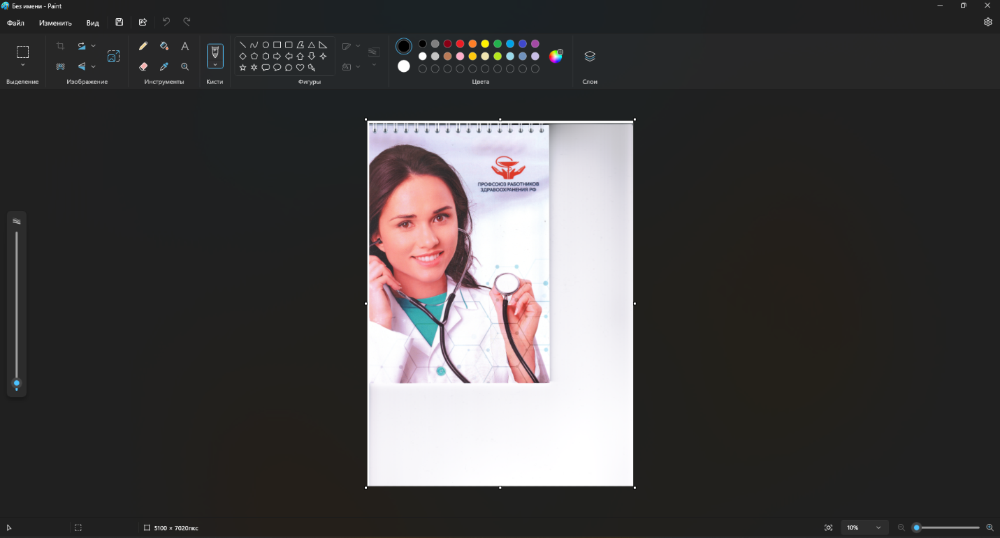 Без имени - Paint
Файл Изменить Вид
Выделение Изображение Инструменты Кисти Фигуры Цвета Слои
ПРОФСОЮЗ РАБОТНИКОВ
ЗДРАВООХРАНЕНИЯ РФ
5100 × 7020пкс 10%